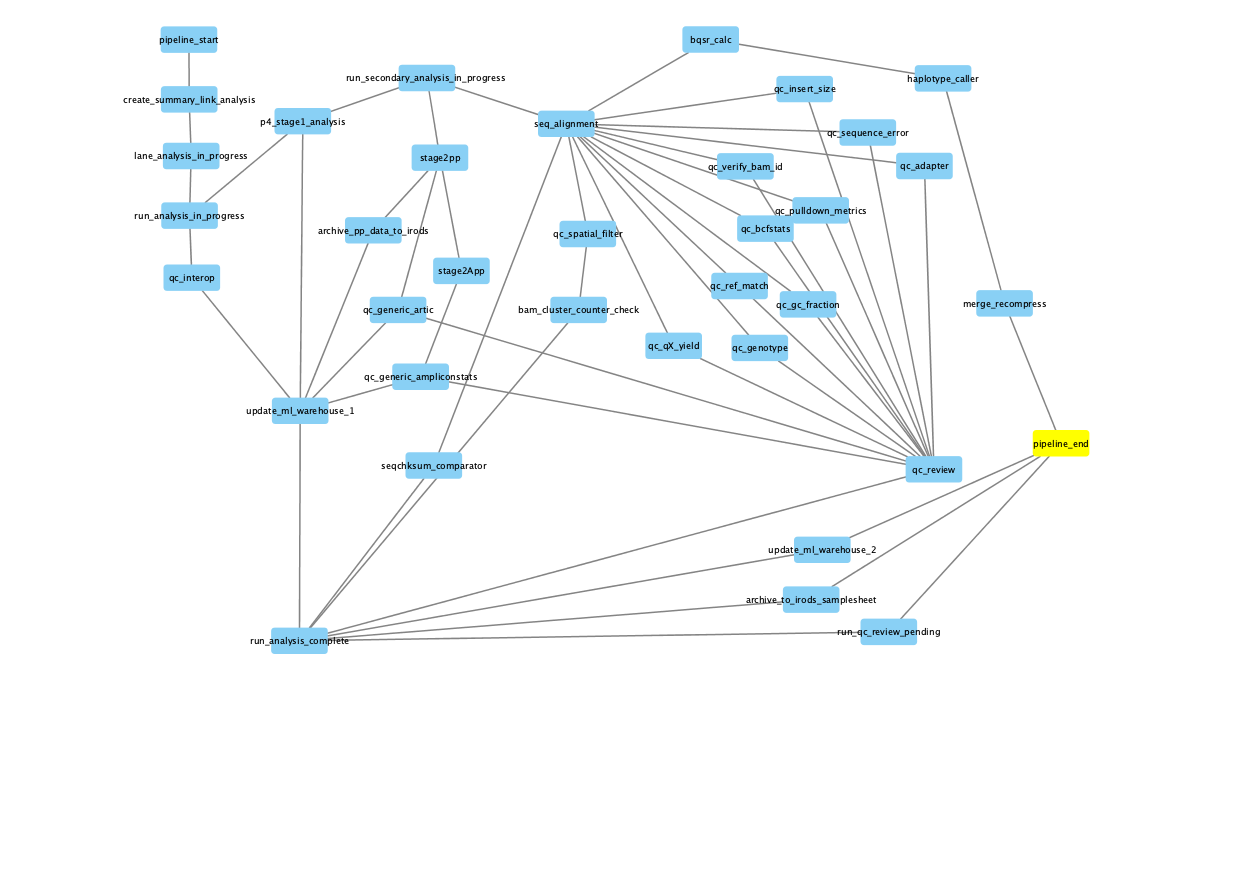 pipeline_start
bqsr_calc
run_secondary_analysis_in_progress
haplotype_caller
qc_insert_size
create_summary_link_analysis
p4_stage1_analysis
seq_alignment
qc_sequence_error
lane_analysis_in_progress
stage2pp
qc_verify_bam_id
qc_adapter
run_analysis_in_progress
qc_pulldown_metrics
archive_pp_data_to_irods
qc_spatial_filter
qc_bcfstats
qc_interop
stage2App
qc_ref_match
qc_generic_artic
bam_cluster_counter_check
qc_gc_fraction
merge_recompress
qc_qX_yield
qc_genotype
qc_generic_ampliconstats
update_ml_warehouse_1
pipeline_end
seqchksum_comparator
qc_review
update_ml_warehouse_2
archive_to_irods_samplesheet
run_analysis_complete
run_qc_review_pending